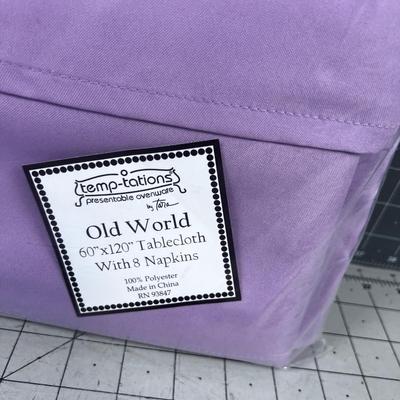 temp-tations
presentable ovenware
by Tara
Old World
60"x120" Tablecloth
With 8 Napkins
100% Polyester
Made in China
RN 93847